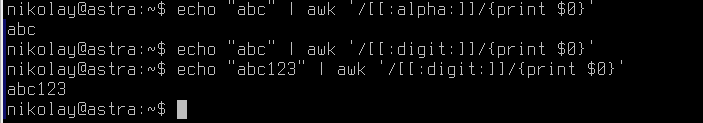 nikolay@astra:~$ echo "abc" | awk '/[[:alpha:]]/{print $0}'
abc
nikolay@astra:~$ echo "abc" | awk '/[[:digit:]]/{print $0}'
nikolay@astra:~$ echo "abc123" | awk '/[[:digit:]]/{print $0}'
abc123
nikolay@astra:~$